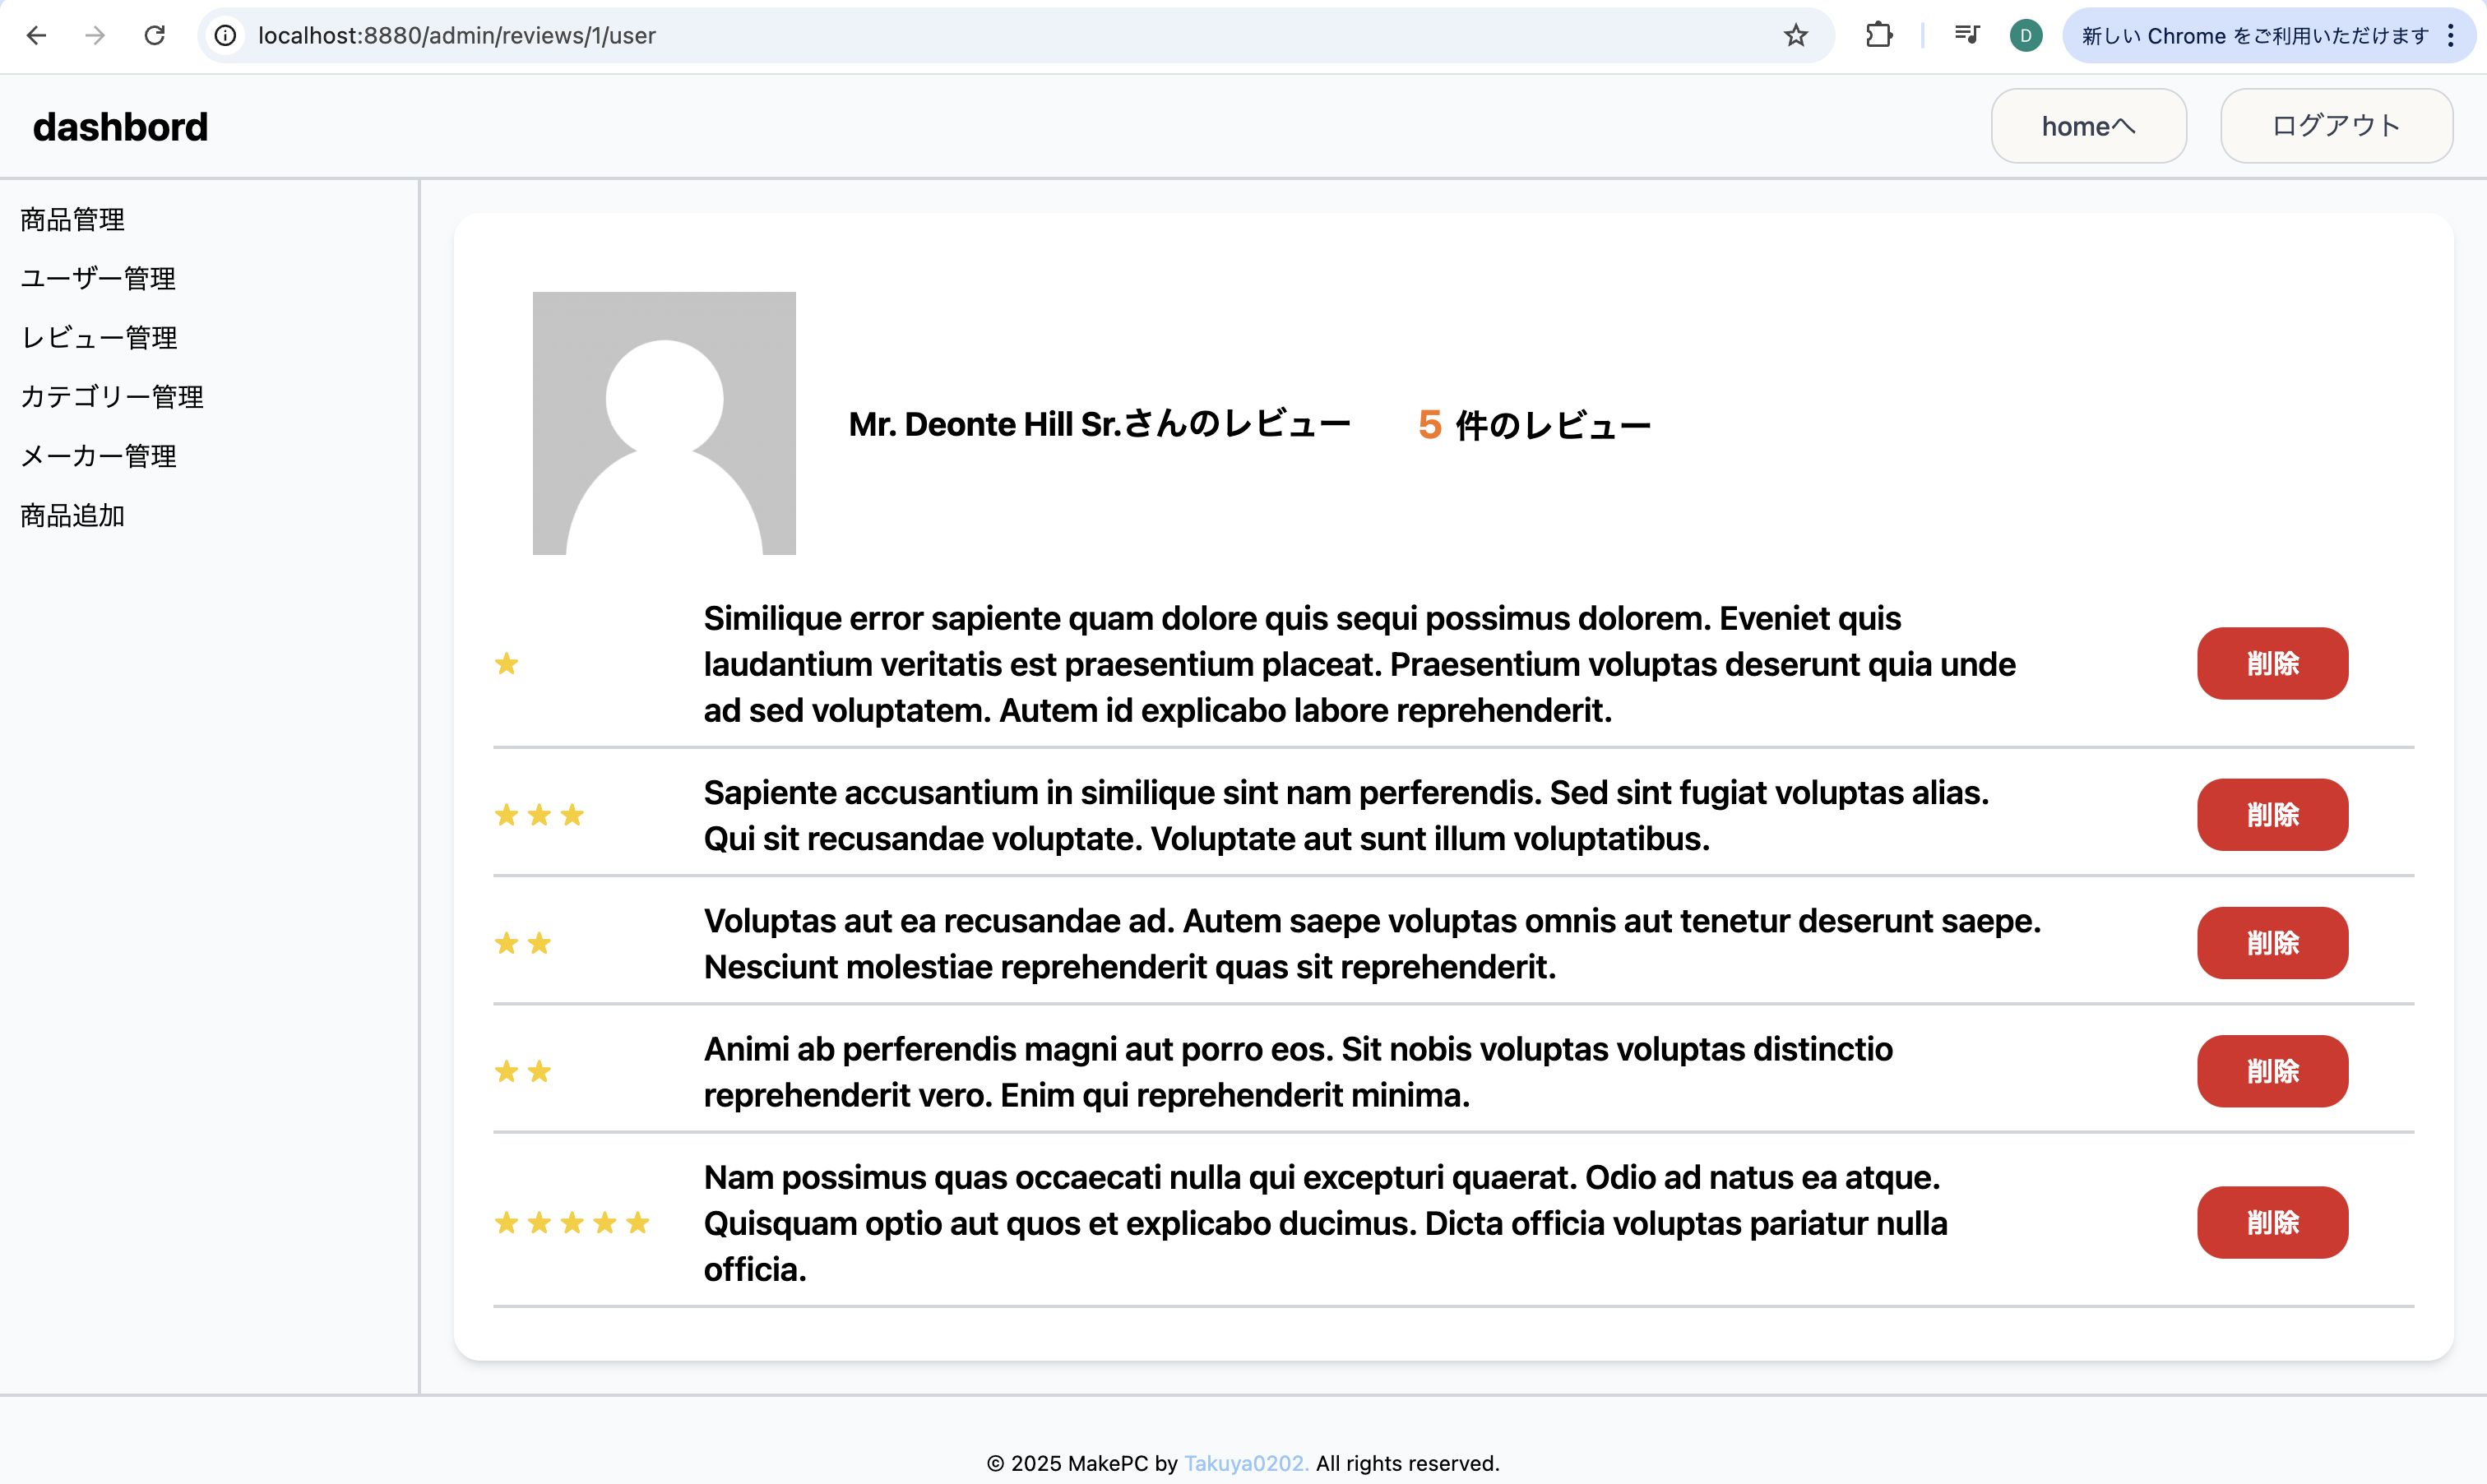 localhost:8880/admin/reviews/1/user
D
新しい Chrome をご利用いただけます
dashbord
homeへ
ログアウト
商品管理
ユーザー管理
レビュー管理
カテゴリー管理
メーカー管理
商品追加
Mr. Deonte Hill Sr.さんのレビュー
5 件のレビュー
Similique error sapiente quam dolore quis sequi possimus dolorem. Eveniet quis
laudantium veritatis est praesentium placeat. Praesentium voluptas deserunt quia unde
ad sed voluptatem. Autem id explicabo labore reprehenderit.
削除
Sapiente accusantium in similique sint nam perferendis. Sed sint fugiat voluptas alias.
Qui sit recusandae voluptate. Voluptate aut sunt illum voluptatibus.
削除
Voluptas aut ea recusandae ad. Autem saepe voluptas omnis aut tenetur deserunt saepe.
Nesciunt molestiae reprehenderit quas sit reprehenderit.
削除
Animi ab perferendis magni aut porro eos. Sit nobis voluptas voluptas distinctio
reprehenderit vero. Enim qui reprehenderit minima.
削除
Nam possimus quas occaecati nulla qui excepturi quaerat. Odio ad natus ea atque.
Quisquam optio aut quos et explicabo ducimus. Dicta officia voluptas pariatur nulla
officia.
削除
© 2025 MakePC by Takuya0202. All rights reserved.